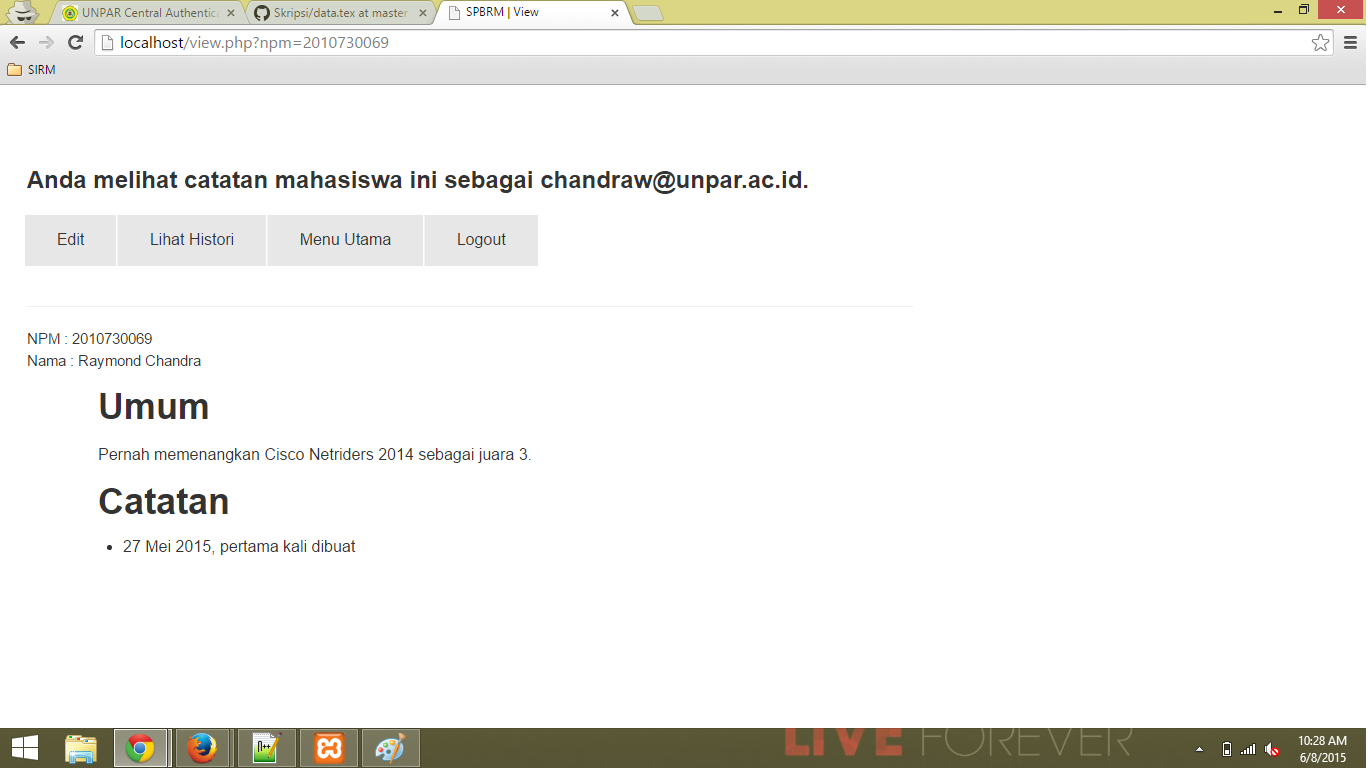 UNPAR Central Authentic
Skripsi/data.tex at master
SPBRM | View
localhost/view.php?npm=2010730069
SIRM
Anda melihat catatan mahasiswa ini sebagai chandraw@unpar.ac.id.
Edit Lihat Histori Menu Utama Logout
NPM : 2010730069
Nama : Raymond Chandra
Umum
Pernah memenangkan Cisco Netriders 2014 sebagai juara 3.
Catatan
• 27 Mei 2015, pertama kali dibuat
LIVE FOREVER
10:28 AM
6/8/2015